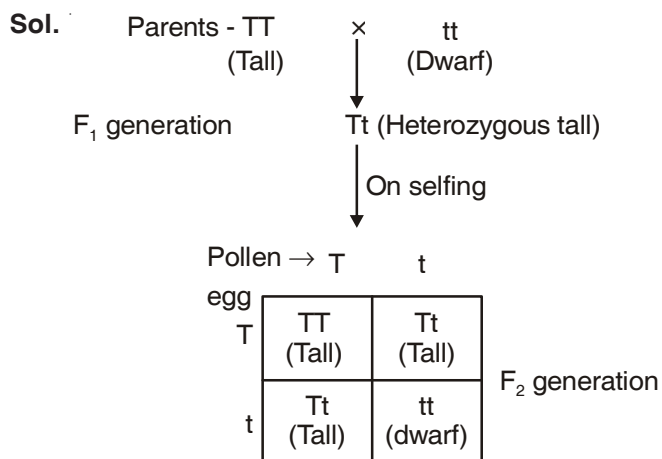 Sol. Parents - TT × tt
(Tall) (Dwarf)
F₁ generation Tt (Heterozygous tall)
On selfing
Pollen → T t
egg
T TT Tt
(Tall) (Tall)
F₂ generation
t Tt tt
(Tall) (dwarf)